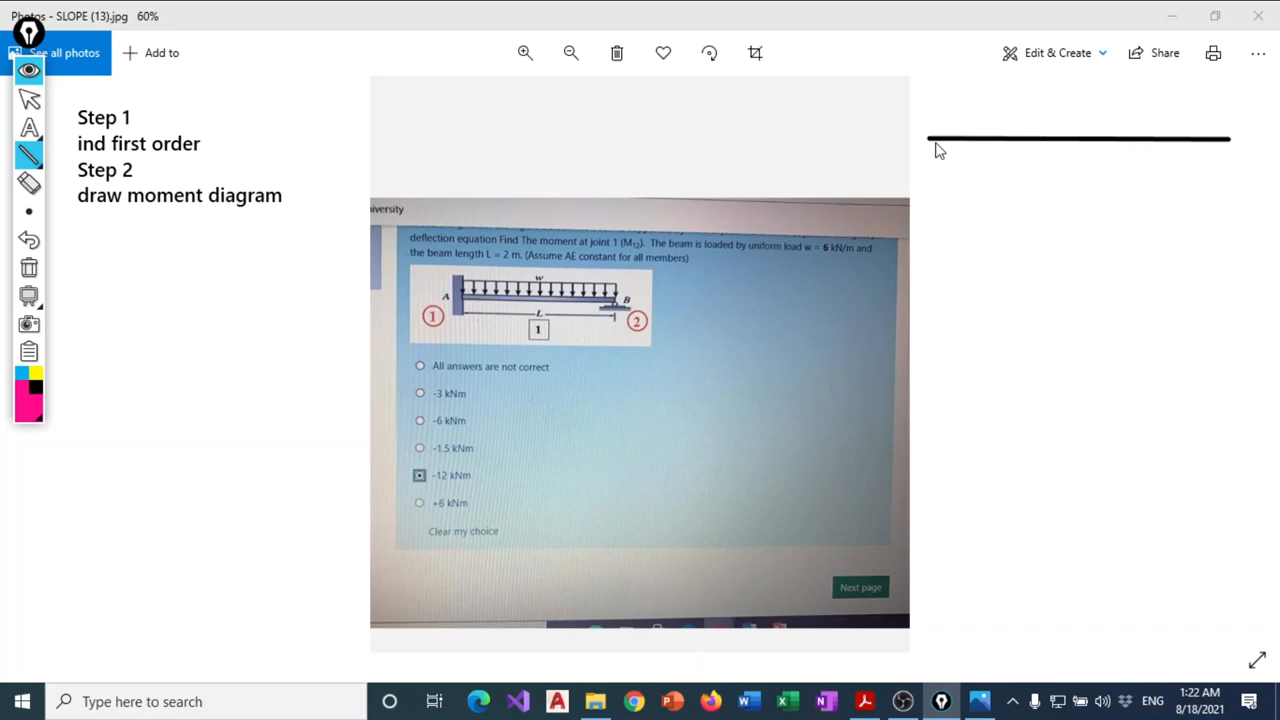 Photos - SLOPE (13).jpg 60%
See all photos
Add to
Edit & Create
Share
Step 1
ind first order
Step 2
draw moment diagram
iversity
deflection equation Find The moment at joint 1 (M12). The beam is loaded by uniform load w = 6 kN/m and
the beam length L = 2 m. (Assume AE constant for all members)
w
A
B
L
1
2
1
All answers are not correct
-3 kNm
-6 kNm
-1.5 kNm
-12 kNm
+6 kNm
Clear my choice
Next page
Type here to search
ENG
1:22 AM
8/18/2021